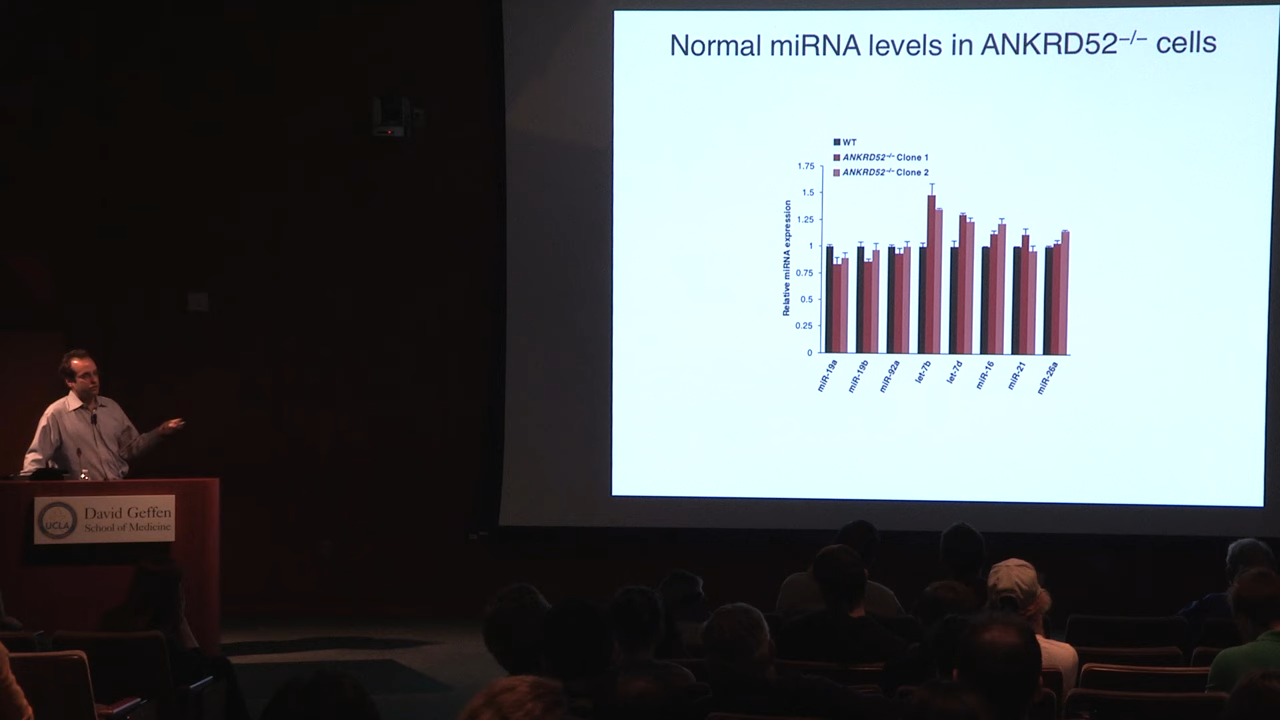 Normal miRNA levels in ANKRD52–/– cells
WT
ANKRD52–/– Clone 1
ANKRD52–/– Clone 2
Relative miRNA expression
1.75
1.5
1.25
1
0.75
0.5
0.25
0
miR-19a
miR-19b
miR-92a
let-7b
let-7d
miR-16
miR-21
miR-26a
UCLA
David Geffen
School of Medicine